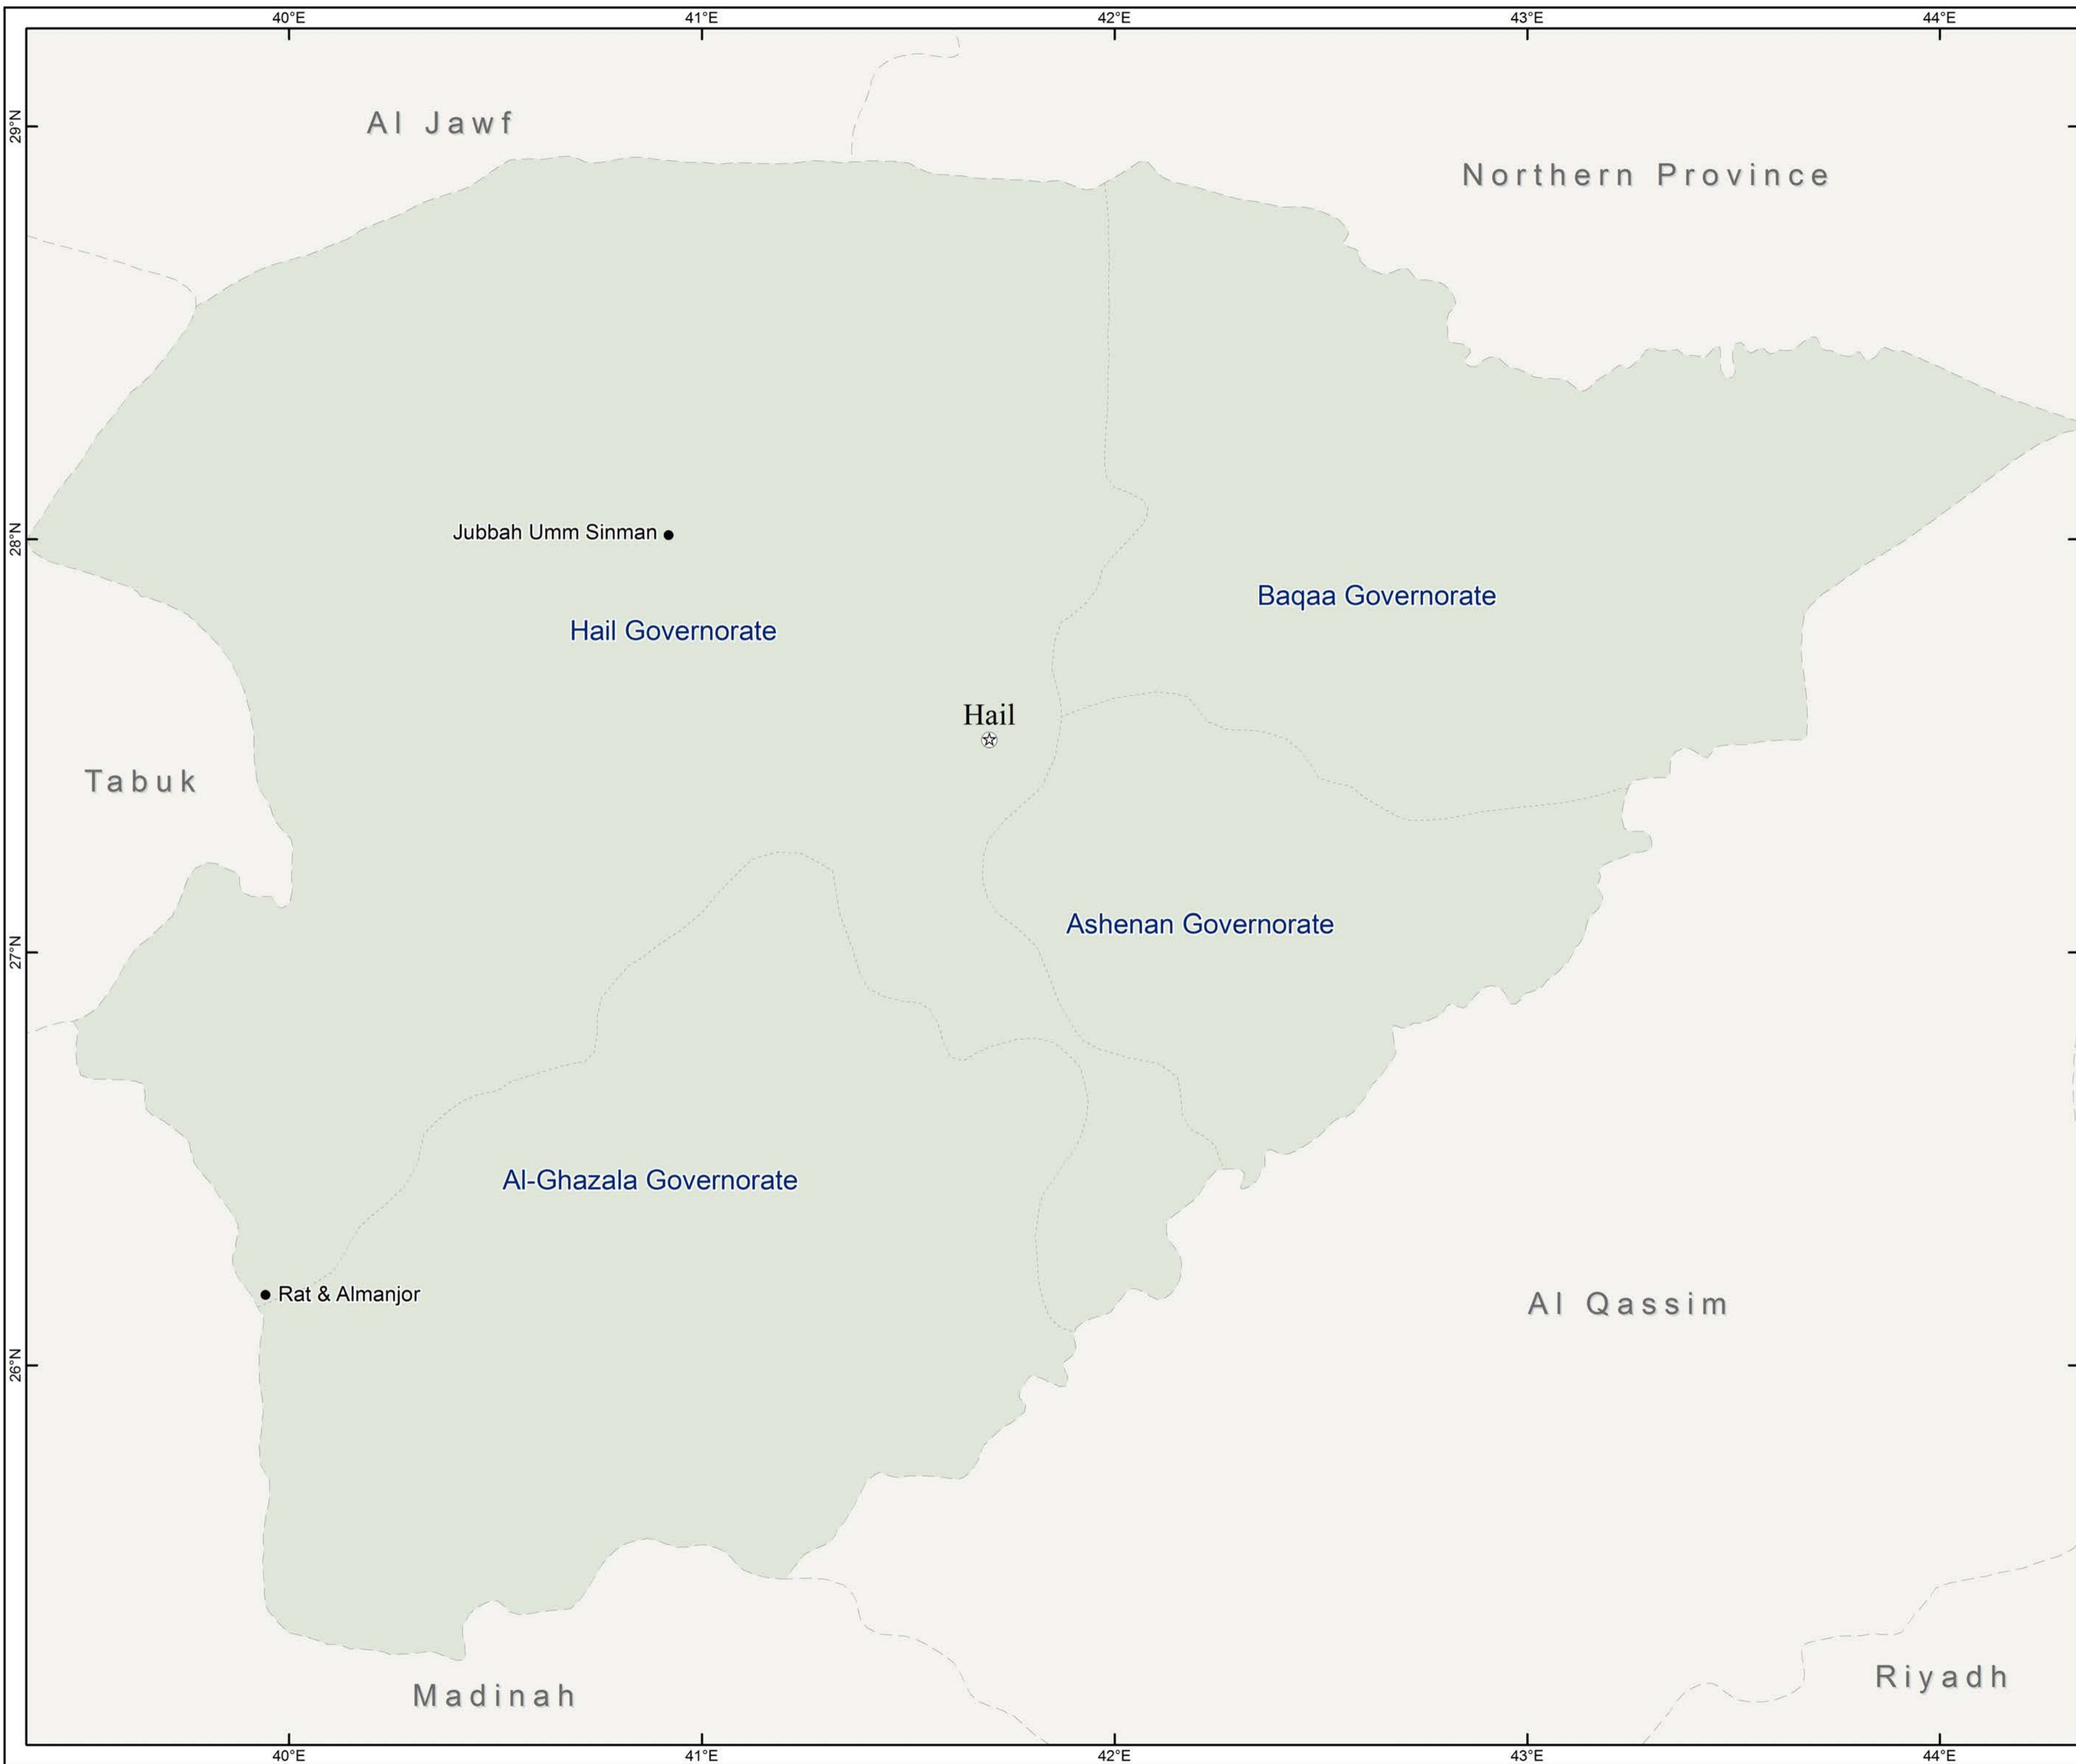 40°E
41°E
42°E
43°E
44°E
29°N
Al Jawf
Northern Province
28°N
Jubbah Umm Sinman
Baqaa Governorate
Hail Governorate
Hail
Tabuk
Ashenan Governorate
27°N
Al-Ghazala Governorate
Rat & Almanjor
Al Qassim
26°N
Riyadh
Madinah
40°E
41°E
42°E
43°E
44°E